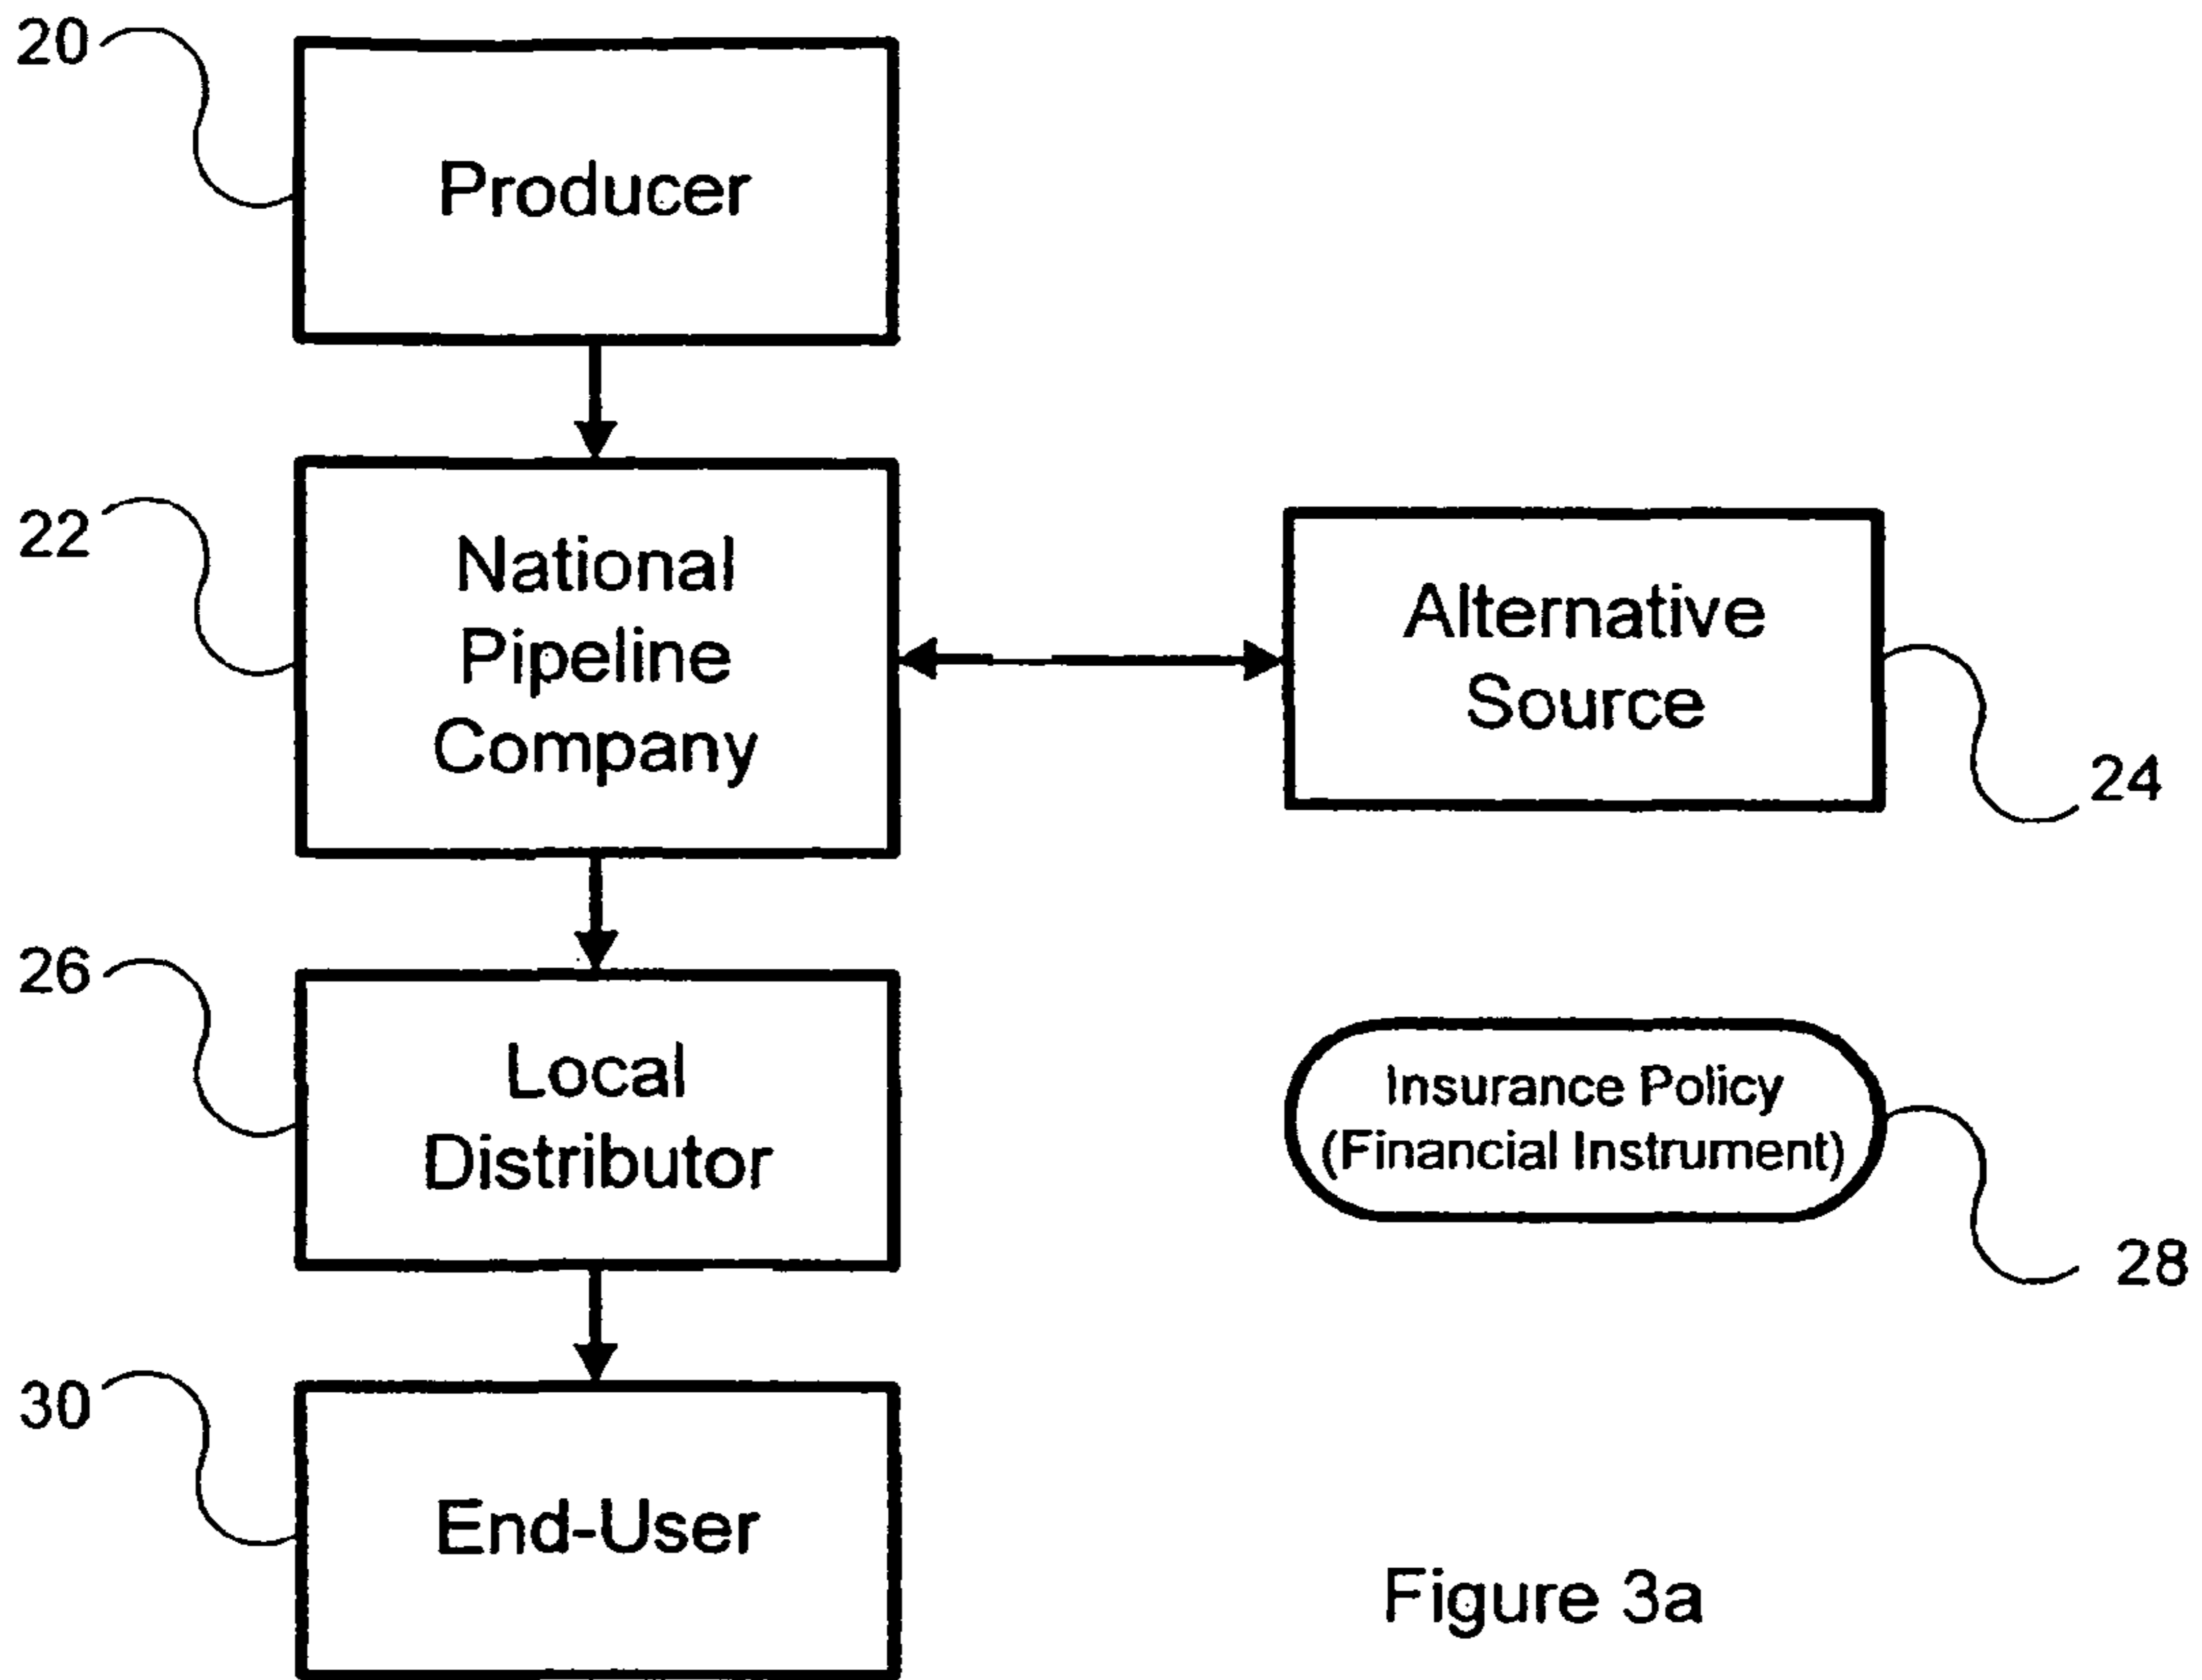 20
Producer
22
National
Pipeline
Company
Alternative
Source
24
26
Local
Distributor
Insurance Policy
(Financial Instrument)
28
30
End-User
Figure 3a